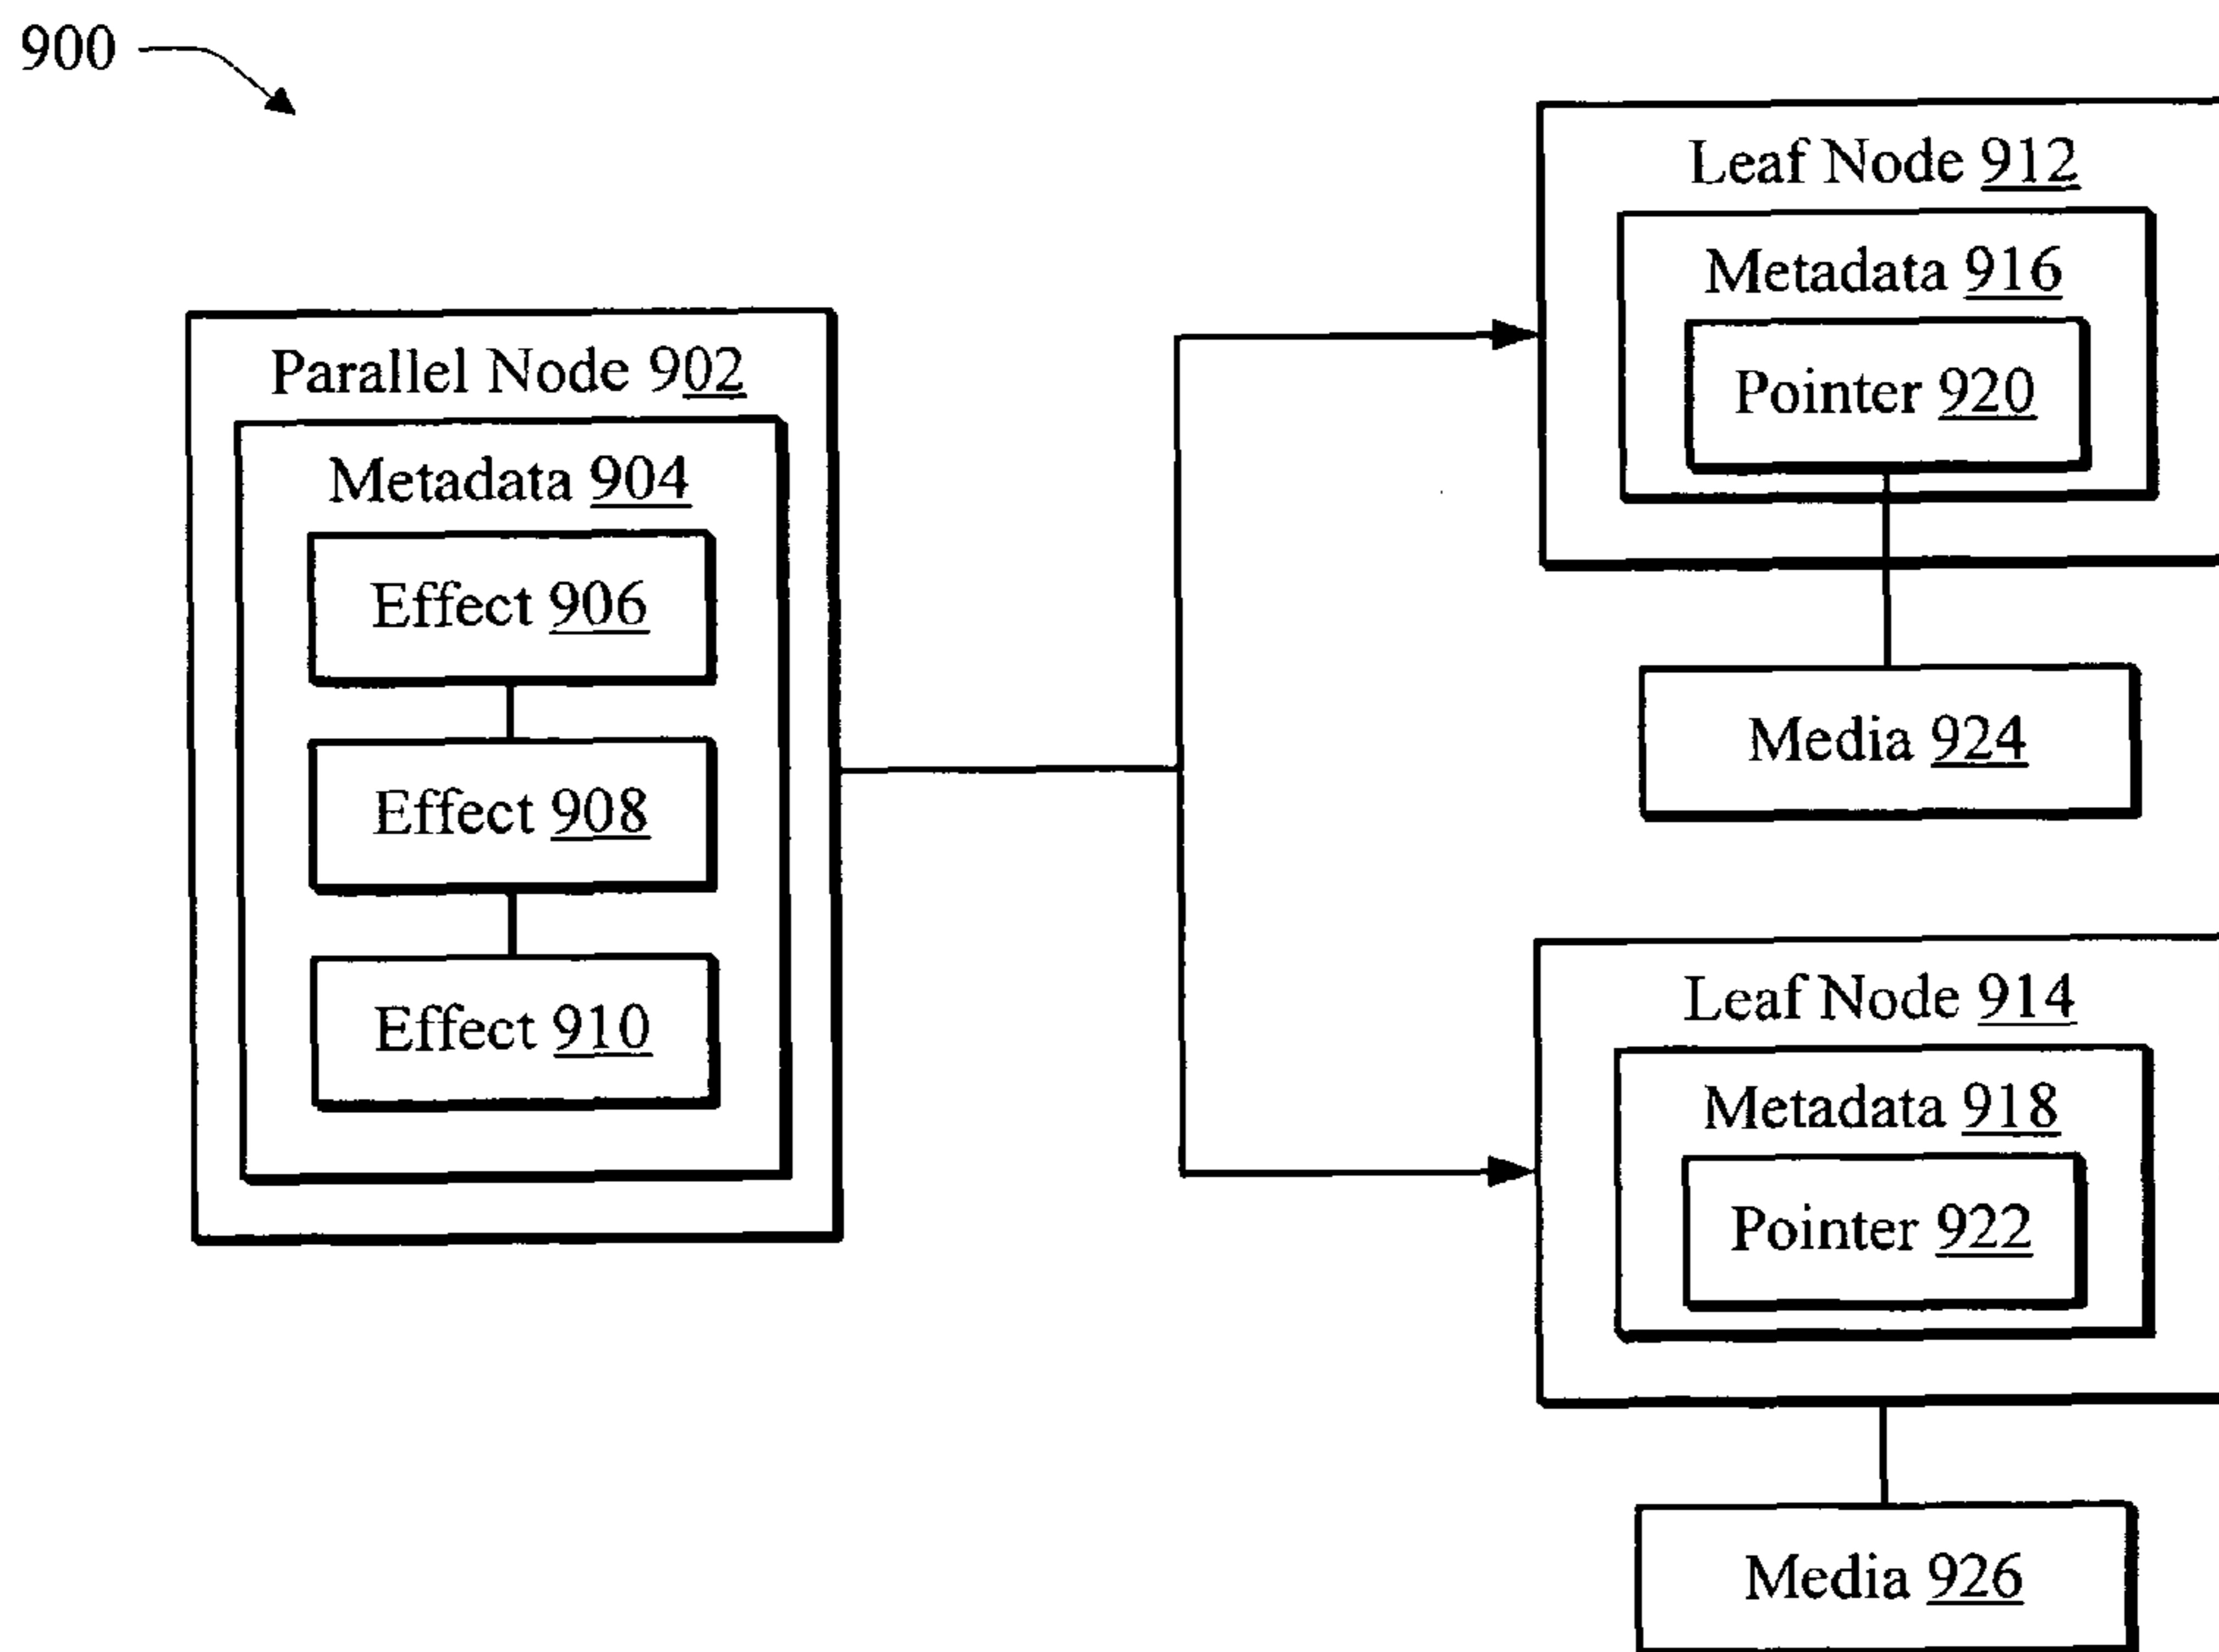 900
Parallel Node 902
Metadata 904
Effect 906
Effect 908
Effect 910
Leaf Node 912
Metadata 916
Pointer 920
Media 924
Leaf Node 914
Metadata 918
Pointer 922
Media 926